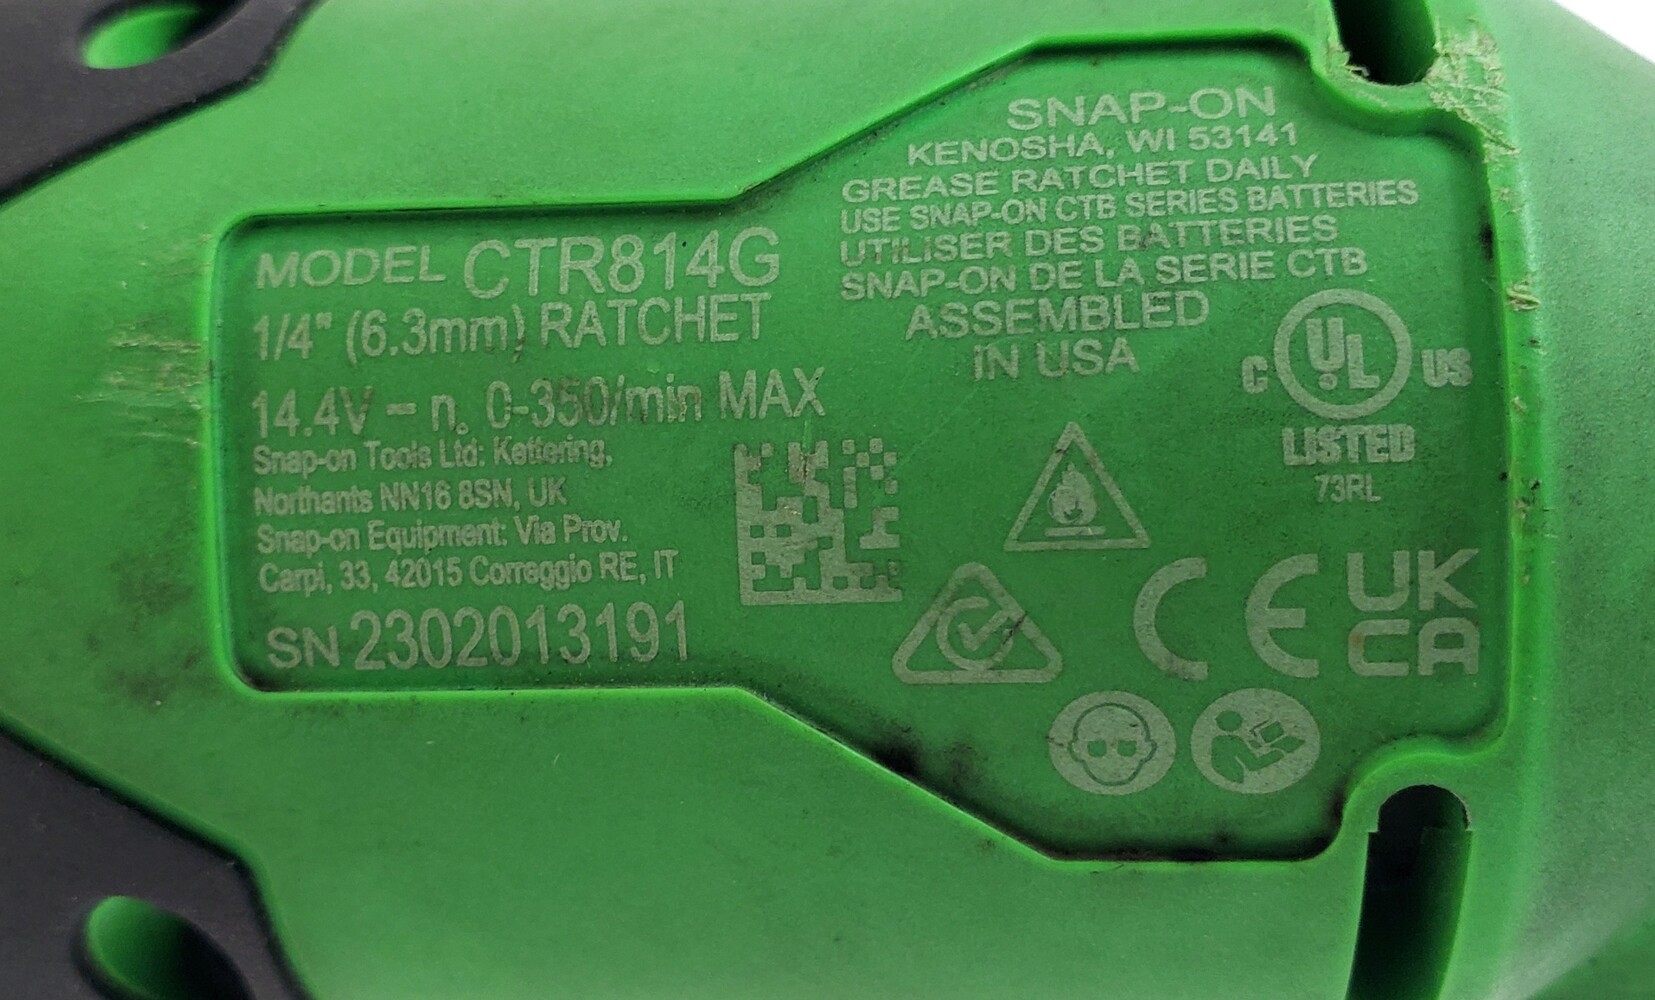 SNAP-ON
KENOSHA, WI 53141
GREASE RATCHET DAILY
USE SNAP-ON CTB SERIES BATTERIES
UTILISER DES BATTERIES
SNAP-ON DE LA SERIE CTB
ASSEMBLED
IN USA
MODEL CTR814G
1/4" (6.3mm) RATCHET
14.4V – n. 0-350/min MAX
Snap-on Tools Ltd: Kettering,
Northants NN16 8SN, UK
Snap-on Equipment: Via Prov.
Carpi, 33, 42015 Correggio RE, IT
SN 2302013191
C UL US
LISTED
73RL
CE
UK
CA